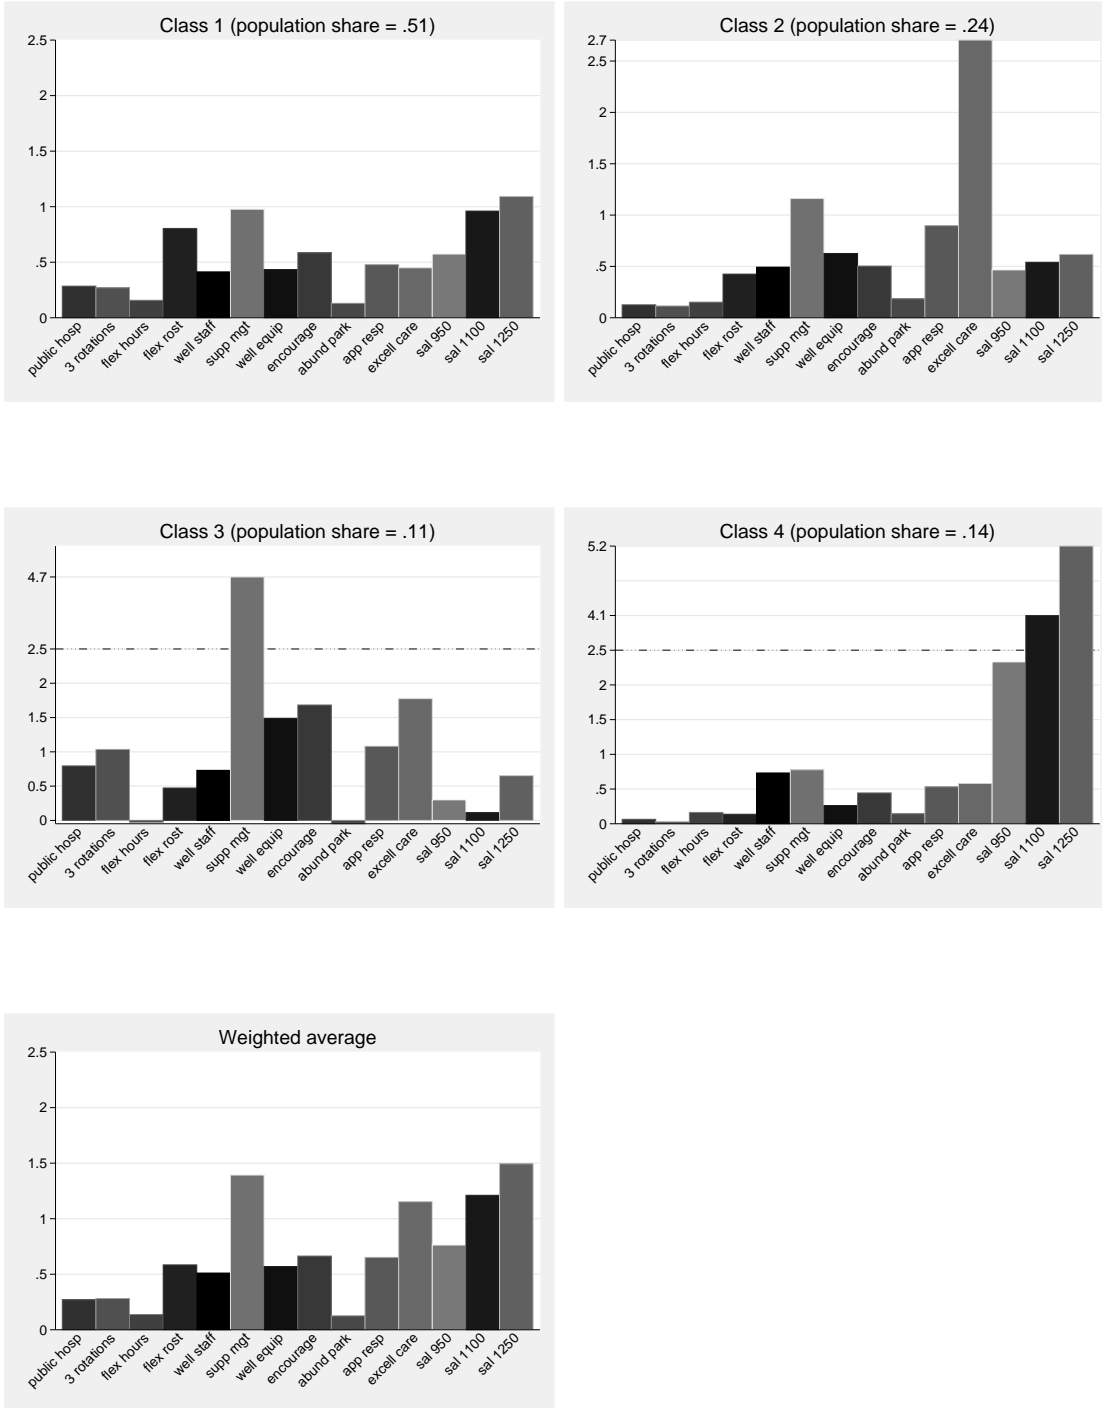 Class 1 (population share = .51)
2.5
2
1.5
1
.5
0
public hosp
3 rotations
flex hours
flex rost
well staff
supp mgt
well equip
encourage
abund park
app resp
excell care
sal 950
sal 1100
sal 1250
Class 2 (population share = .24)
2.7
2.5
2
1.5
1
.5
0
public hosp
3 rotations
flex hours
flex rost
well staff
supp mgt
well equip
encourage
abund park
app resp
excell care
sal 950
sal 1100
sal 1250
Class 3 (population share = .11)
4.7
2.5
2
1.5
1
0.5
0
public hosp
3 rotations
flex hours
flex rost
well staff
supp mgt
well equip
encourage
abund park
app resp
excell care
sal 950
sal 1100
sal 1250
Class 4 (population share = .14)
5.2
4.1
2.5
2
1.5
1
.5
0
public hosp
3 rotations
flex hours
flex rost
well staff
supp mgt
well equip
encourage
abund park
app resp
excell care
sal 950
sal 1100
sal 1250
Weighted average
2.5
2
1.5
1
.5
0
public hosp
3 rotations
flex hours
flex rost
well staff
supp mgt
well equip
encourage
abund park
app resp
excell care
sal 950
sal 1100
sal 1250